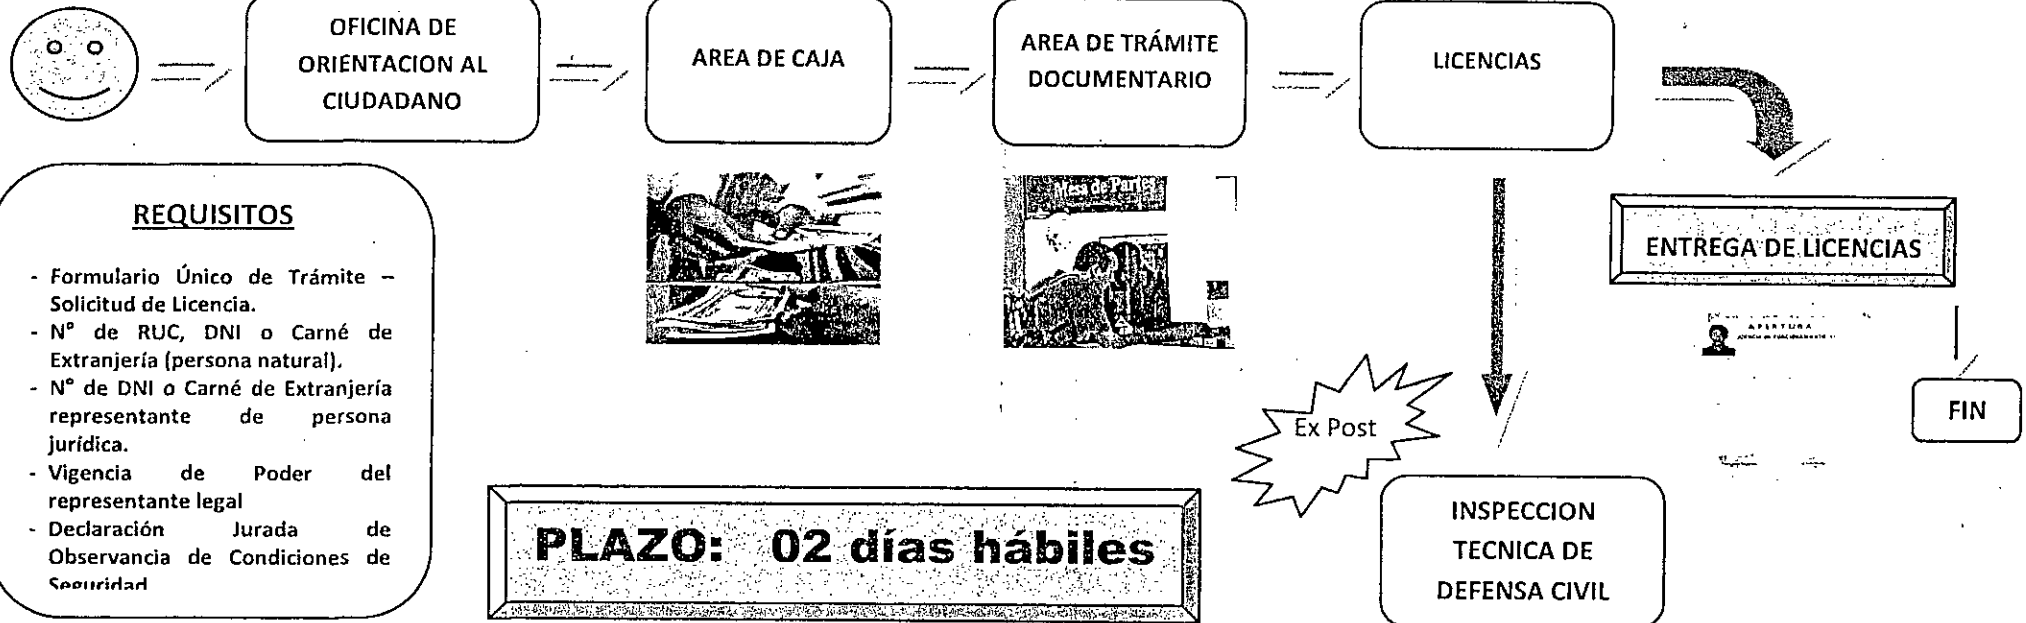 OFICINA DE
ORIENTACION AL
CIUDADANO
AREA DE CAJA
AREA DE TRÁMITE
DOCUMENTARIO
LICENCIAS
REQUISITOS
- Formulario Único de Trámite –
Solicitud de Licencia.
- N° de RUC, DNI o Carné de
Extranjería (persona natural).
- N° de DNI o Carné de Extranjería
representante de persona
jurídica.
- Vigencia de Poder del
representante legal
- Declaración Jurada de
Observancia de Condiciones de
Seguridad
Mesa de Partes
ENTREGA DE LICENCIAS
APERTURA
FIN
Ex Post
INSPECCION
TECNICA DE
DEFENSA CIVIL
PLAZO: 02 días hábiles